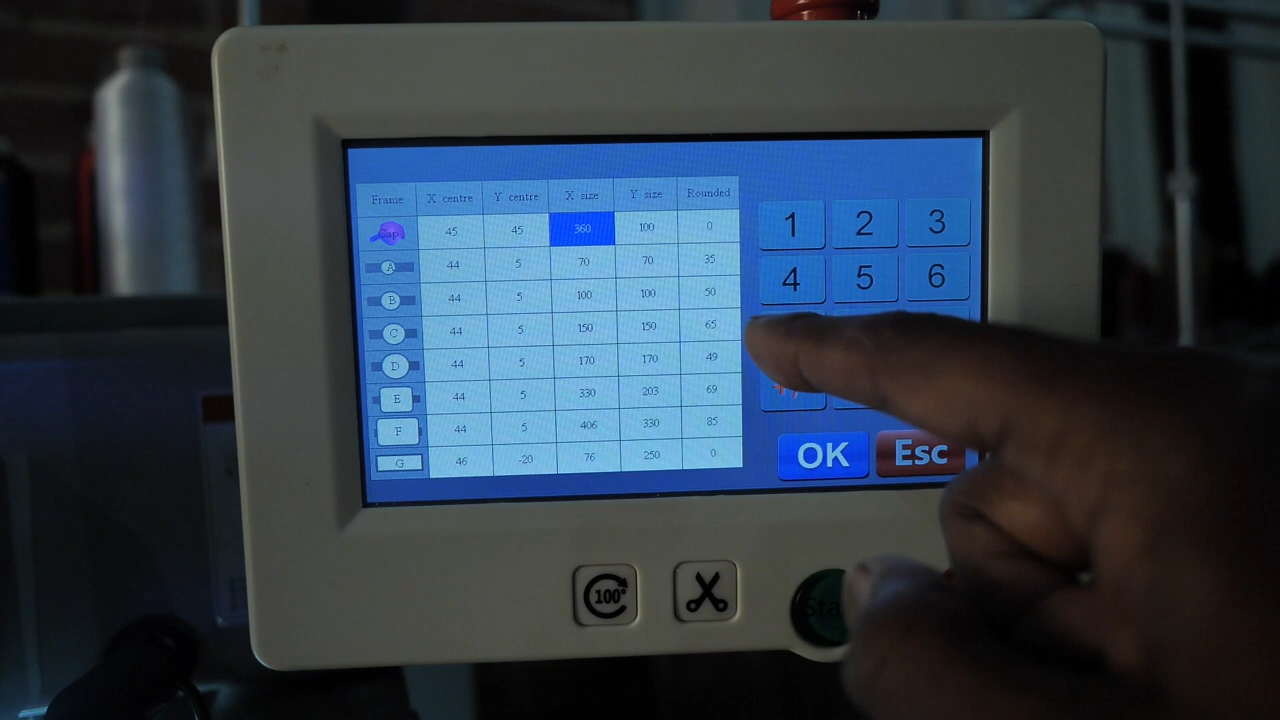 Frame X centre Y centre X size Y size Rounded
Cap 45 45 360 100 0
A 44 5 70 70 35
B 44 5 100 100 50
C 44 5 150 150 65
D 44 5 170 170 49
E 44 5 330 203 69
F 44 5 406 330 85
G 46 -20 76 250 0
1 2 3
4 5 6
OK Esc
100°